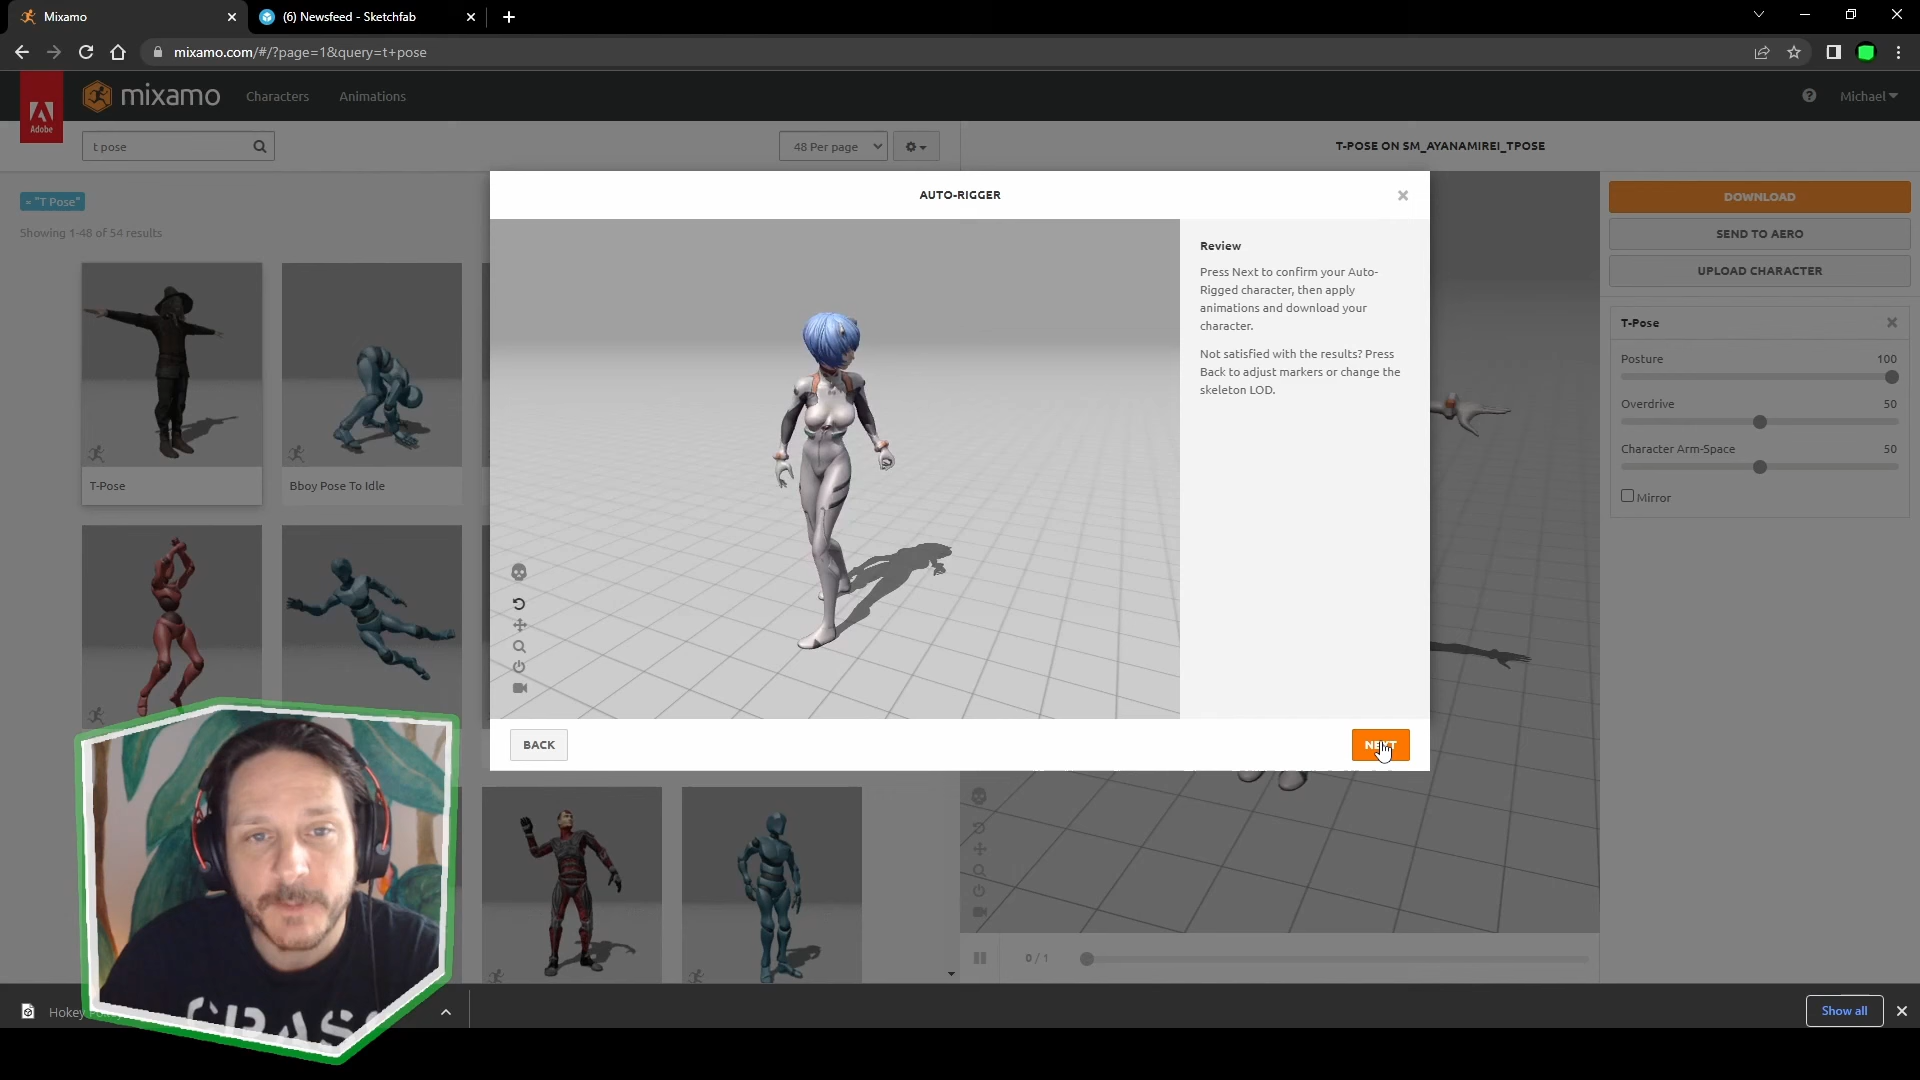 Mixamo
(6) Newsfeed - Sketchfab
mixamo.com/#/?page=1&query=t+pose
Adobe
mixamo
Characters
Animations
Michael
t pose
48 Per page
T-POSE ON SM_AYANAMIREI_TPOSE
= "T Pose"
Showing 1-48 of 54 results
T-Pose
Bboy Pose To Idle
AUTO-RIGGER
Review
Press Next to confirm your Auto-
Rigged character, then apply
animations and download your
character.
Not satisfied with the results? Press
Back to adjust markers or change the
skeleton LOD.
BACK
NEXT
DOWNLOAD
SEND TO AERO
UPLOAD CHARACTER
T-Pose
Posture 100
Overdrive 50
Character Arm-Space 50
Mirror
0 / 1
Hokey
Show all